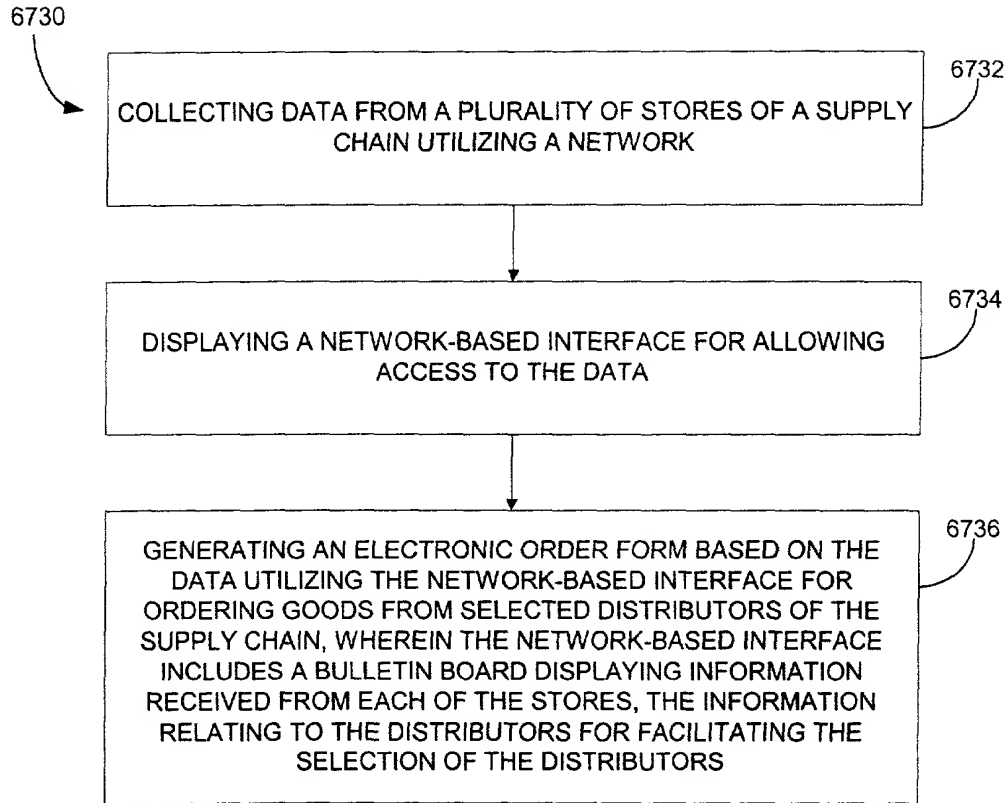 6730
6732
COLLECTING DATA FROM A PLURALITY OF STORES OF A SUPPLY
CHAIN UTILIZING A NETWORK
6734
DISPLAYING A NETWORK-BASED INTERFACE FOR ALLOWING
ACCESS TO THE DATA
6736
GENERATING AN ELECTRONIC ORDER FORM BASED ON THE
DATA UTILIZING THE NETWORK-BASED INTERFACE FOR
ORDERING GOODS FROM SELECTED DISTRIBUTORS OF THE
SUPPLY CHAIN, WHEREIN THE NETWORK-BASED INTERFACE
INCLUDES A BULLETIN BOARD DISPLAYING INFORMATION
RECEIVED FROM EACH OF THE STORES, THE INFORMATION
RELATING TO THE DISTRIBUTORS FOR FACILITATING THE
SELECTION OF THE DISTRIBUTORS